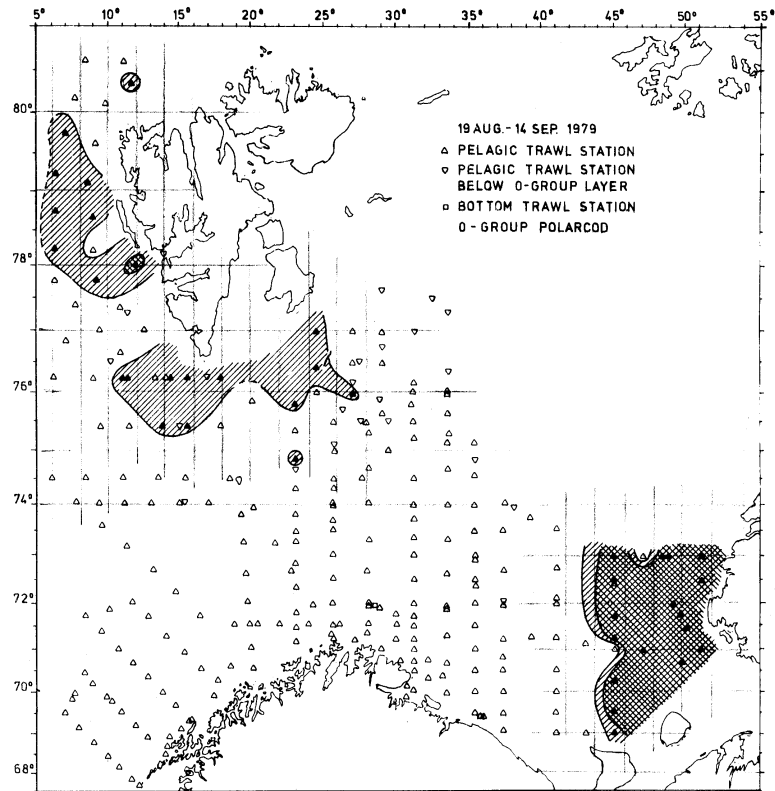 5° 10° 15° 20° 25° 30° 35° 40° 45° 50° 55°
80°
19 AUG.- 14 SEP. 1979
△ PELAGIC TRAWL STATION
▽ PELAGIC TRAWL STATION
BELOW 0-GROUP LAYER
□ BOTTOM TRAWL STATION
0 - GROUP POLARCOD
78°
76°
74°
72°
70°
68°